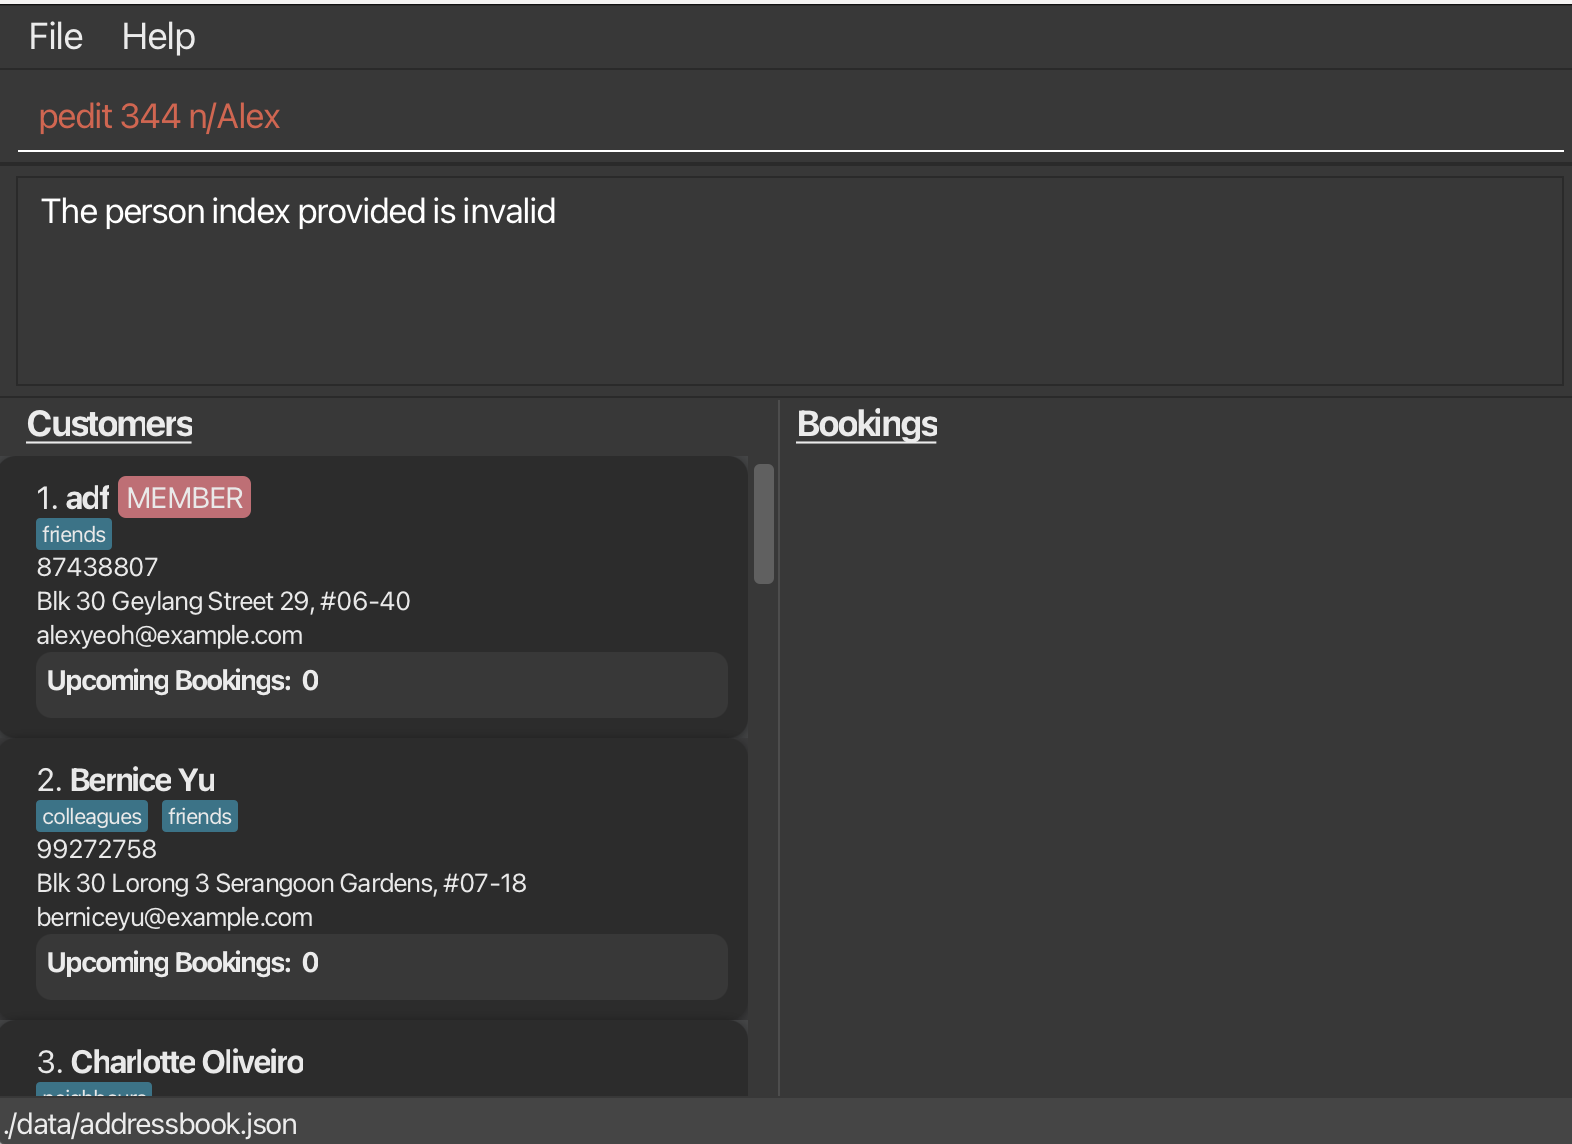 File Help
pedit 344 n/Alex
The person index provided is invalid
Customers
1. adf MEMBER
friends
87438807
Blk 30 Geylang Street 29, #06-40
alexyeoh@example.com
Upcoming Bookings: 0
2. Bernice Yu
colleagues friends
99272758
Blk 30 Lorong 3 Serangoon Gardens, #07-18
berniceyu@example.com
Upcoming Bookings: 0
3. Charlotte Oliveiro
neighbours
Bookings
./data/addressbook.json